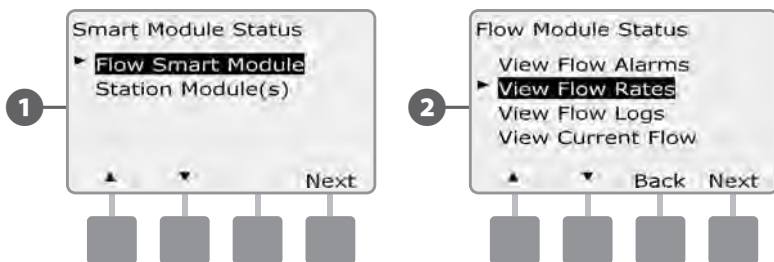 1
Smart Module Status
► Flow Smart Module
Station Module(s)
▲ ▼ Next
2
Flow Module Status
View Flow Alarms
► View Flow Rates
View Flow Logs
View Current Flow
▲ ▼ Back Next